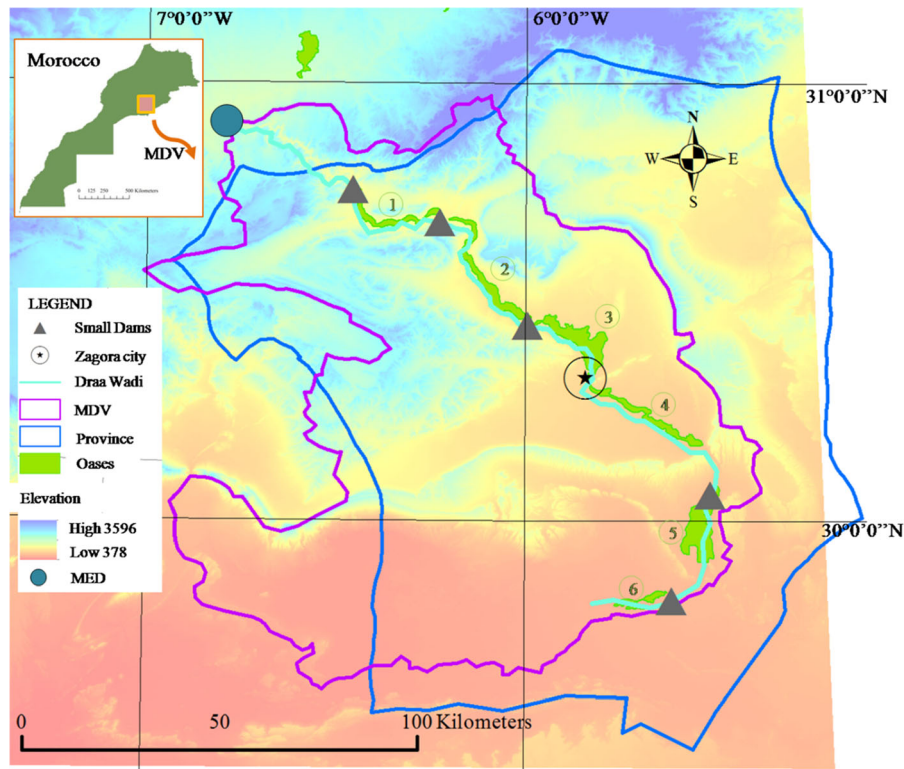 7°0'0"W
6°0'0"W
Morocco
MDV
0 125 250 500 Kilometers
31°0'0"N
N
W
E
S
1
2
3
4
5
6
LEGEND
Small Dams
Zagora city
Draa Wadi
MDV
Province
Oases
Elevation
High 3596
Low 378
MED
30°0'0"N
0 50 100 Kilometers